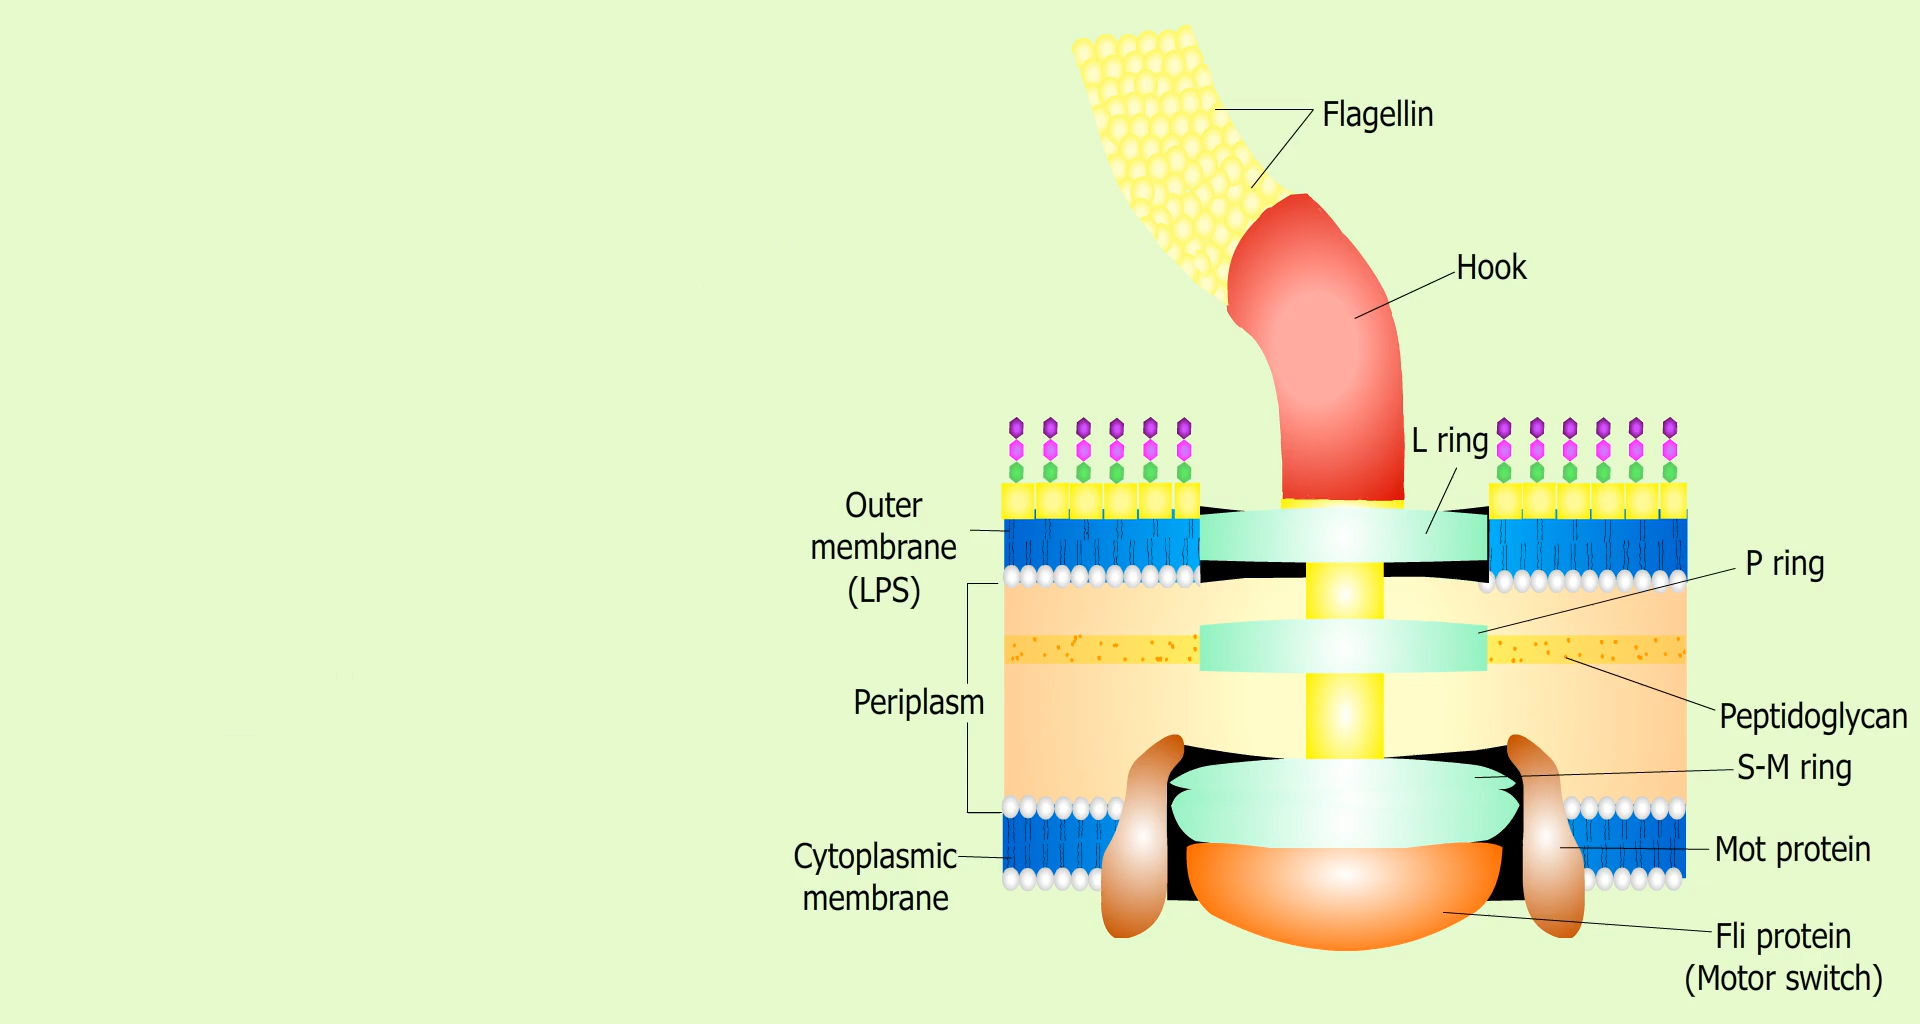 Flagellin
Hook
L ring
Outer
membrane
(LPS)
P ring
Periplasm
Peptidoglycan
S-M ring
Cytoplasmic
membrane
Mot protein
Fli protein
(Motor switch)